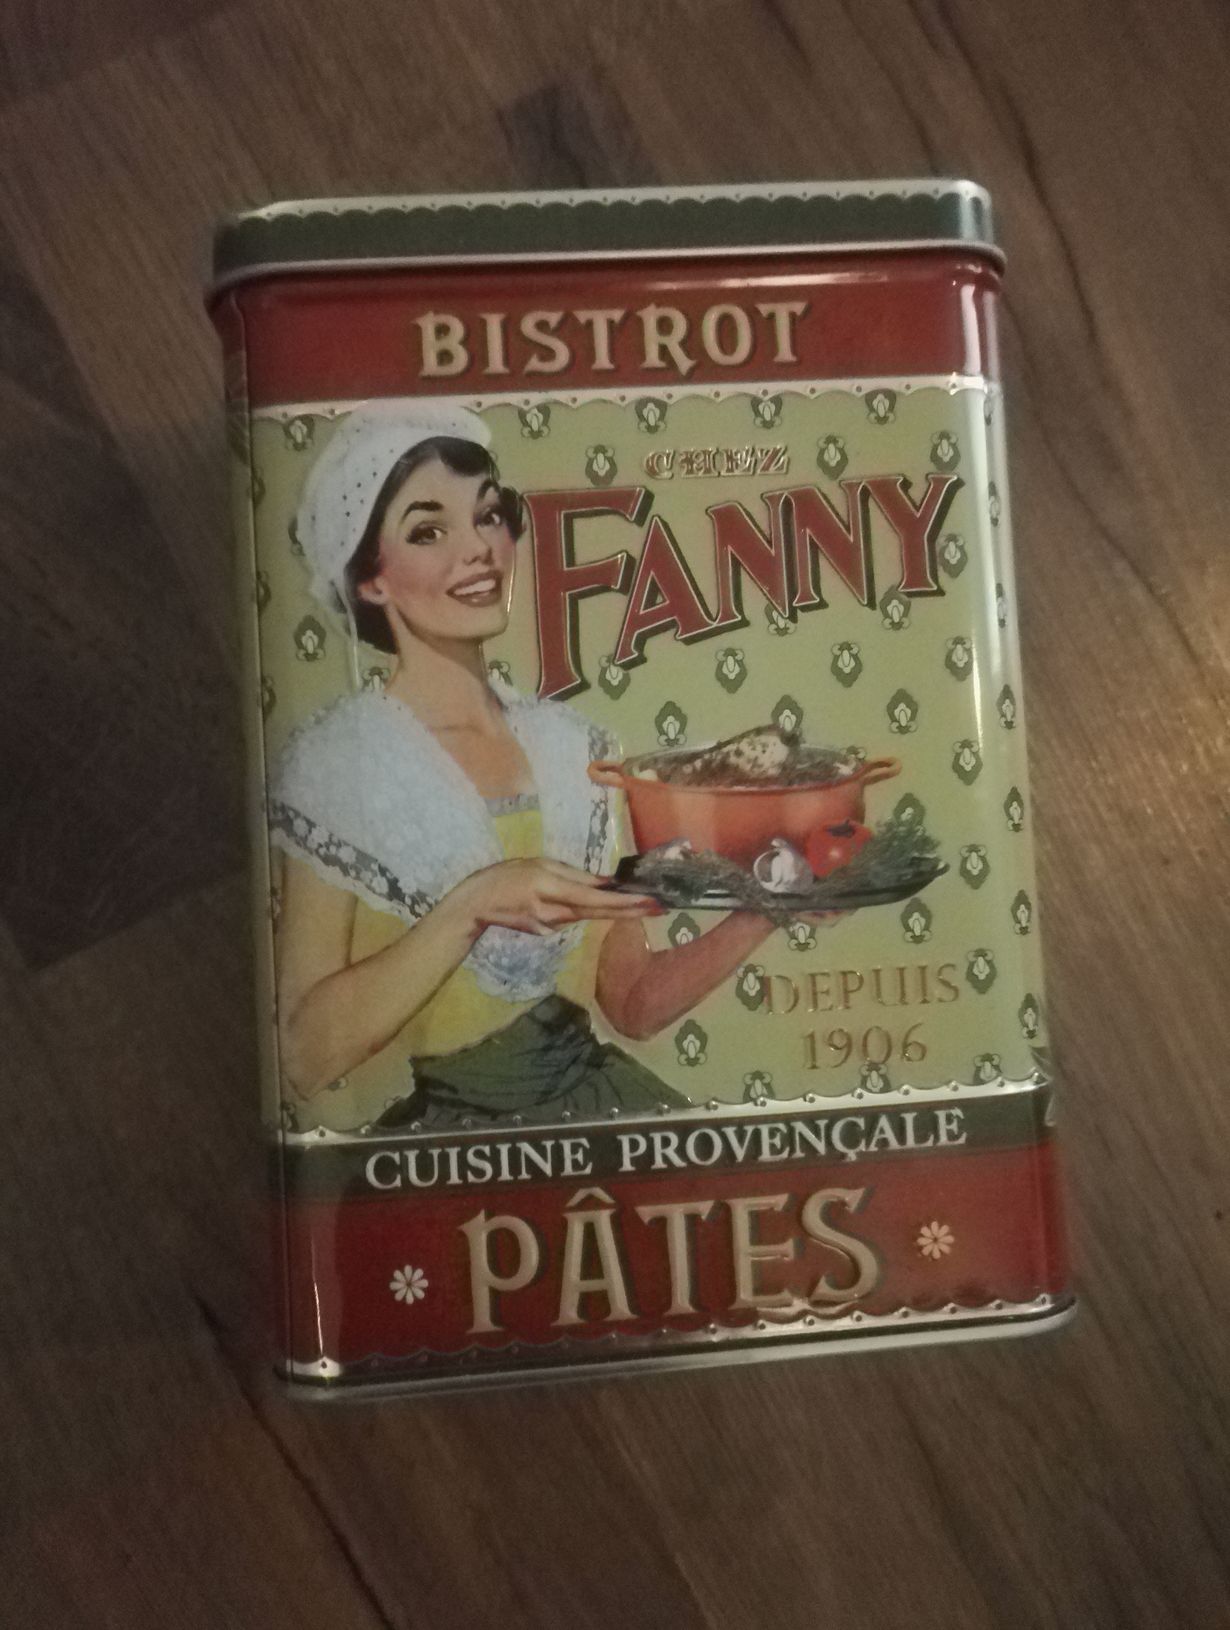 BISTROT
CHEZ
FANNY
DEPUIS
1906
CUISINE PROVENÇALE
PÂTES